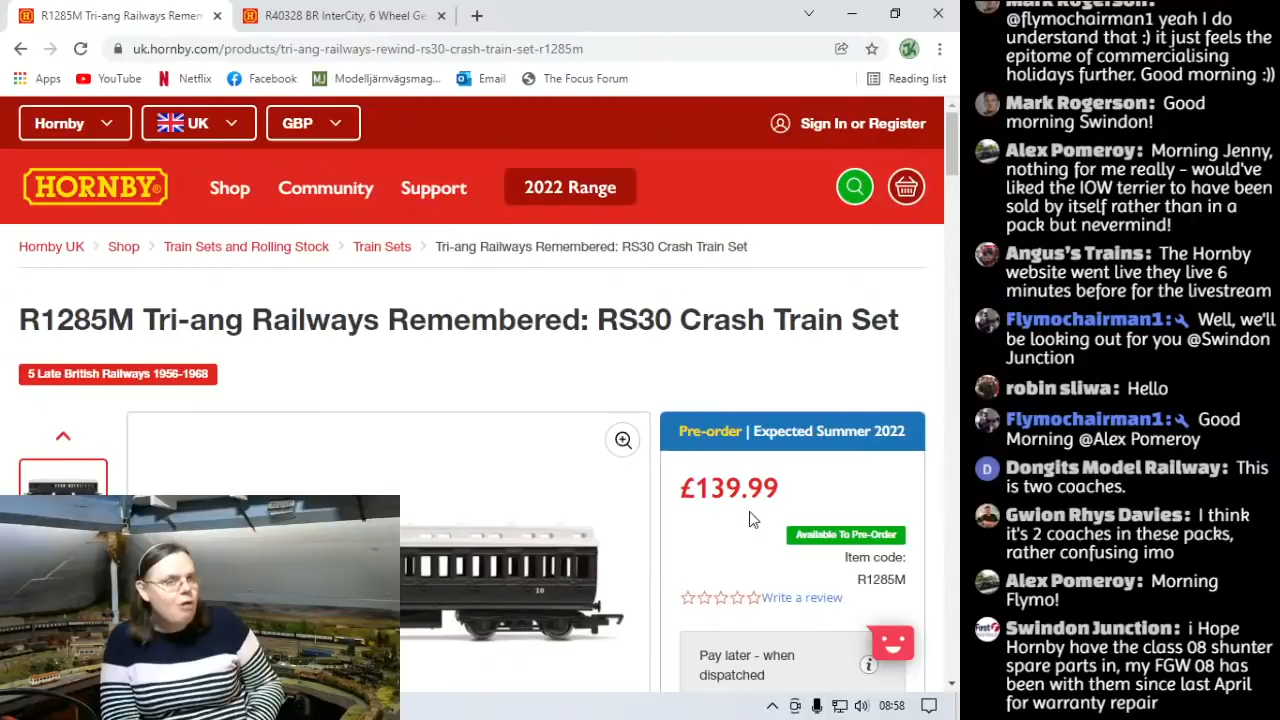 R1285M Tri-ang Railways Remem
R40328 BR InterCity, 6 Wheel Ge
uk.hornby.com/products/tri-ang-railways-rewind-rs30-crash-train-set-r1285m
Apps
YouTube
Netflix
Facebook
Modelljärnvägsmag...
Email
The Focus Forum
Reading list
Hornby
UK
GBP
Sign In or Register
HORNBY
Shop
Community
Support
2022 Range
Hornby UK
Shop
Train Sets and Rolling Stock
Train Sets
Tri-ang Railways Remembered: RS30 Crash Train Set
R1285M Tri-ang Railways Remembered: RS30 Crash Train Set
5 Late British Railways 1956-1968
Pre-order | Expected Summer 2022
£139.99
Available To Pre-Order
Item code:
R1285M
Write a review
Pay later - when
dispatched
20
08:58
Mark Rogerson:
@flymochairman1 yeah I do
understand that :) it just feels the
epitome of commercialising
holidays further. Good morning :))
Mark Rogerson: Good
morning Swindon!
Alex Pomeroy: Morning Jenny,
nothing for me really - would've
liked the IOW terrier to have been
sold by itself rather than in a
pack but nevermind!
Angus's Trains: The Hornby
website went live they live 6
minutes before for the livestream
Flymochairman1: Well, we'll
be looking out for you @Swindon
Junction
robin sliwa: Hello
Flymochairman1: Good
Morning @Alex Pomeroy
D
Dongits Model Railway: This
is two coaches.
Gwion Rhys Davies: I think
it's 2 coaches in these packs,
rather confusing imo
Alex Pomeroy: Morning
Flymo!
First
Swindon Junction: i Hope
Hornby have the class 08 shunter
spare parts in, my FGW 08 has
been with them since last April
for warranty repair